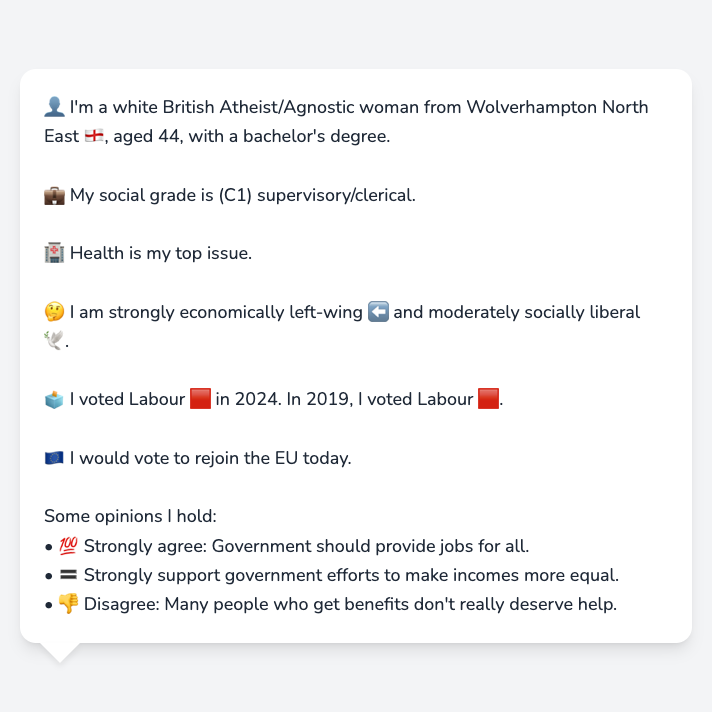 👤 I'm a white British Atheist/Agnostic woman from Wolverhampton North
East 🏴󠁧󠁢󠁥󠁮󠁧󠁿, aged 44, with a bachelor's degree.
💼 My social grade is (C1) supervisory/clerical.
🏥 Health is my top issue.
🤔 I am strongly economically left-wing ⬅️ and moderately socially liberal
🕊️.
🗳️ I voted Labour 🟥 in 2024. In 2019, I voted Labour 🟥.
🇪🇺 I would vote to rejoin the EU today.
Some opinions I hold:
• 💯 Strongly agree: Government should provide jobs for all.
• 🟰 Strongly support government efforts to make incomes more equal.
• 👎 Disagree: Many people who get benefits don't really deserve help.